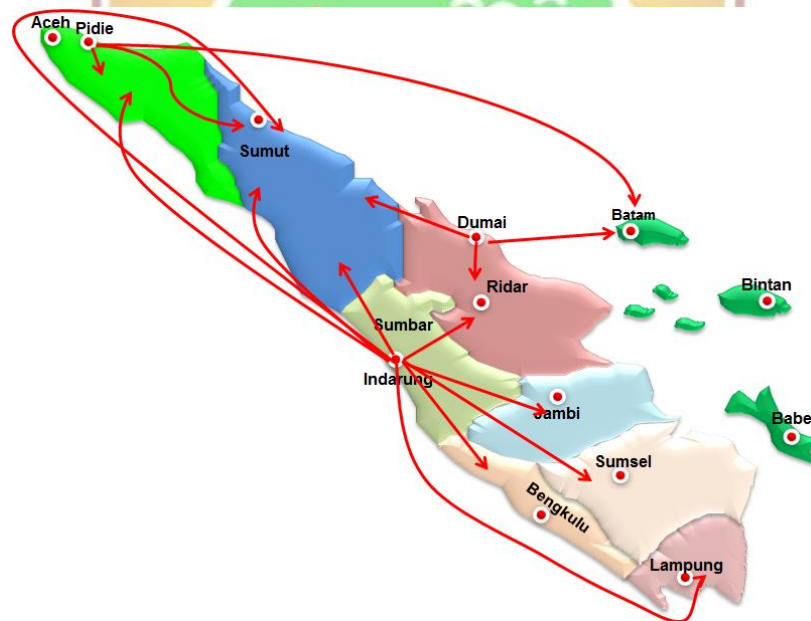 Aceh
Pidie
Sumut
Dumai
Batam
Ridar
Bintan
Sumbar
Indarung
Jambi
Babe
Sumsel
Bengkulu
Lampung